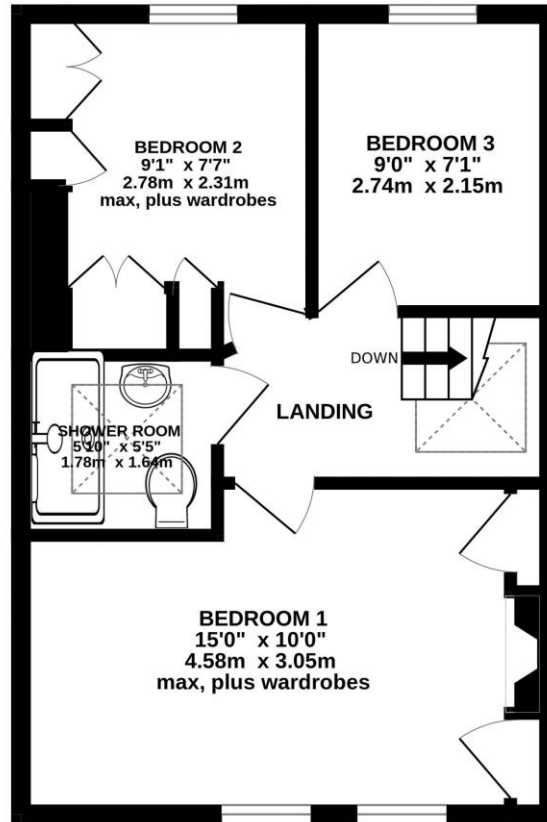 BEDROOM 2
9'1" x 7'7"
2.78m x 2.31m
max, plus wardrobes
BEDROOM 3
9'0" x 7'1"
2.74m x 2.15m
DOWN
LANDING
SHOWER ROOM
5'10" x 5'5"
1.78m x 1.64m
BEDROOM 1
15'0" x 10'0"
4.58m x 3.05m
max, plus wardrobes